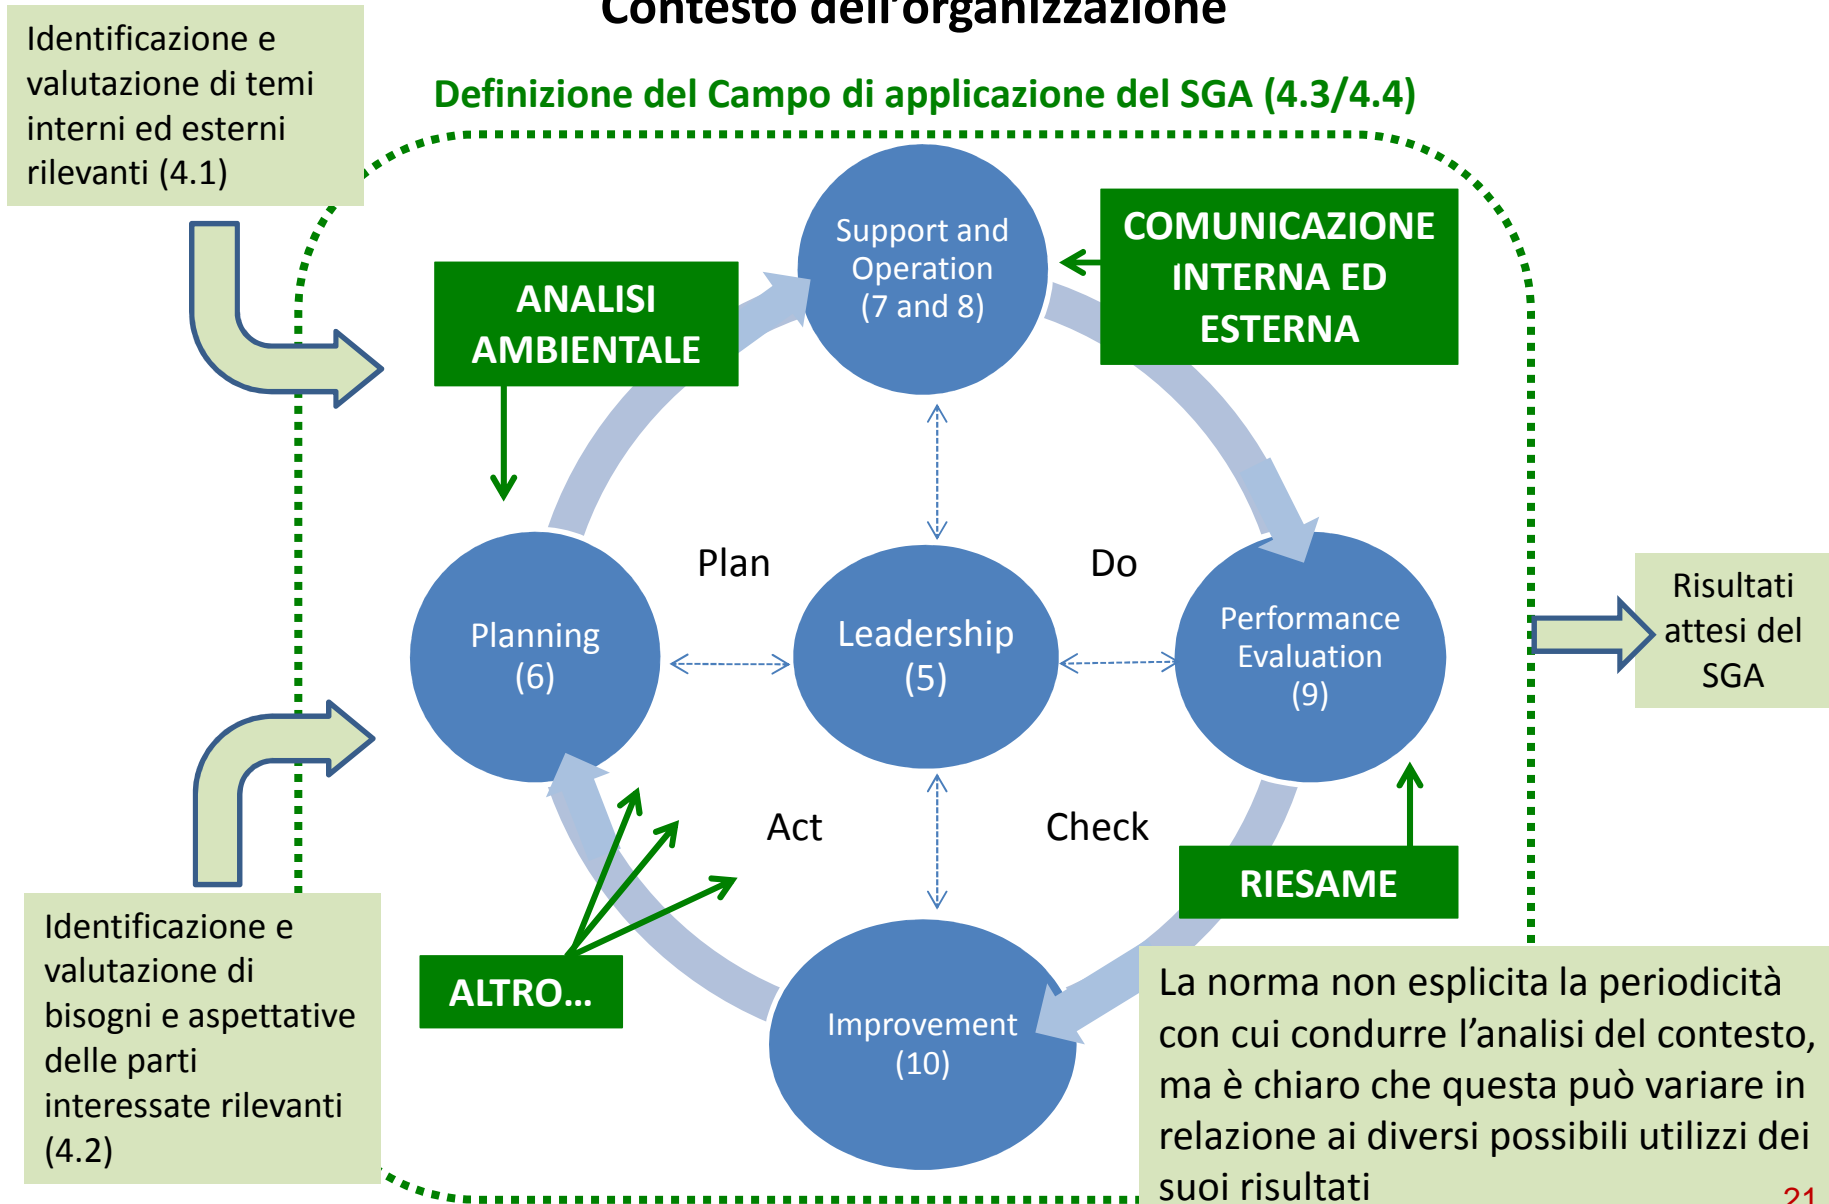 Contesto dell'organizzazione
Identificazione e
valutazione di temi
interni ed esterni
rilevanti (4.1)
Definizione del Campo di applicazione del SGA (4.3/4.4)
Support and
Operation
(7 and 8)
COMUNICAZIONE
INTERNA ED
ESTERNA
ANALISI
AMBIENTALE
Plan
Do
Planning
(6)
Leadership
(5)
Performance
Evaluation
(9)
Risultati
attesi del
SGA
Act
Check
RIESAME
ALTRO...
Improvement
(10)
Identificazione e
valutazione di
bisogni e aspettative
delle parti
interessate rilevanti
(4.2)
La norma non esplicita la periodicità
con cui condurre l'analisi del contesto,
ma è chiaro che questa può variare in
relazione ai diversi possibili utilizzi dei
suoi risultati
21